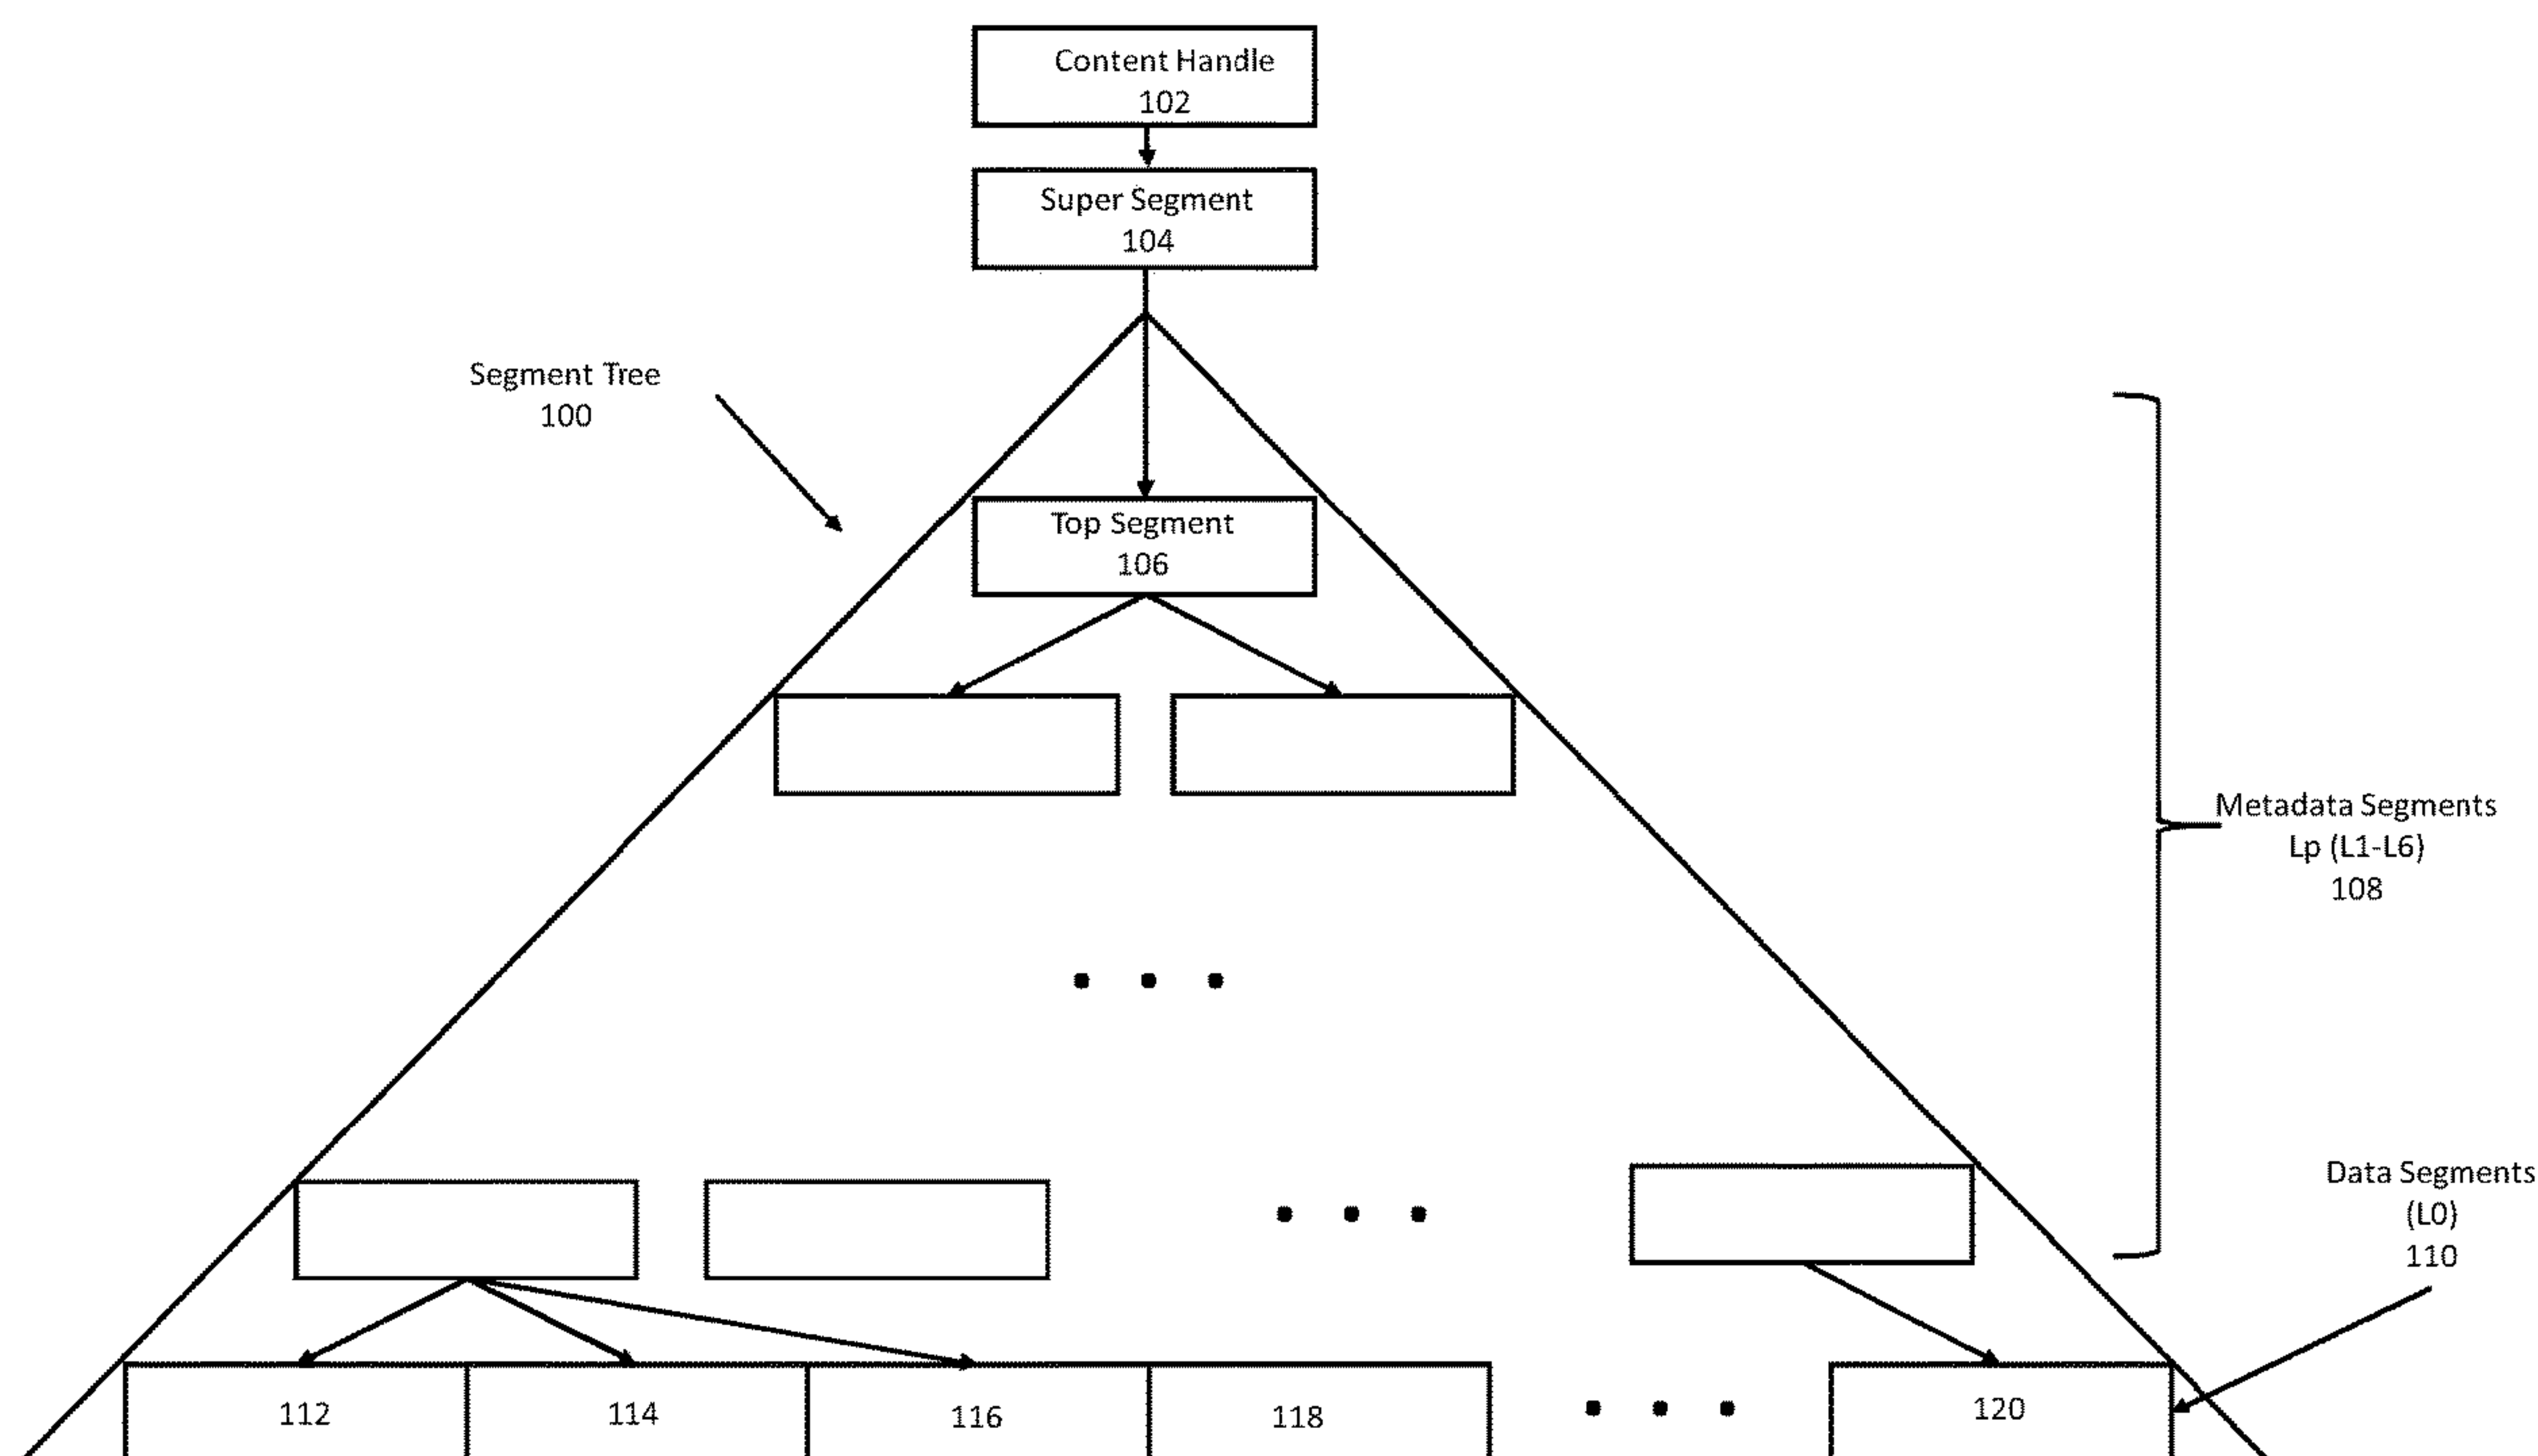 Content Handle
102
Super Segment
104
Segment Tree
100
Top Segment
106
Metadata Segments
Lp (L1-L6)
108
Data Segments
(L0)
110
112
114
116
118
120